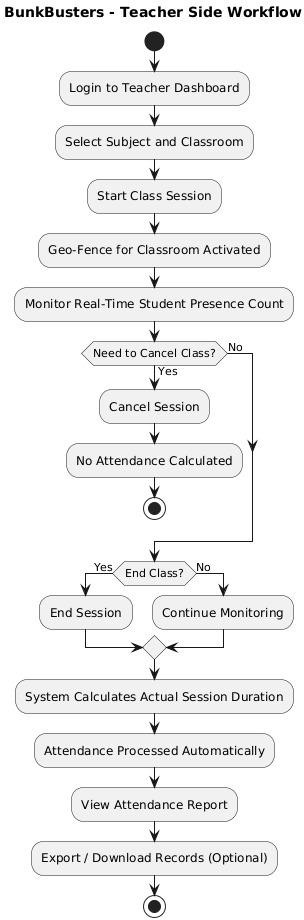 BunkBusters - Teacher Side Workflow
Login to Teacher Dashboard
Select Subject and Classroom
Start Class Session
Geo-Fence for Classroom Activated
Monitor Real-Time Student Presence Count
Need to Cancel Class?
No
Yes
Cancel Session
No Attendance Calculated
Yes
End Class?
No
End Session
Continue Monitoring
System Calculates Actual Session Duration
Attendance Processed Automatically
View Attendance Report
Export / Download Records (Optional)